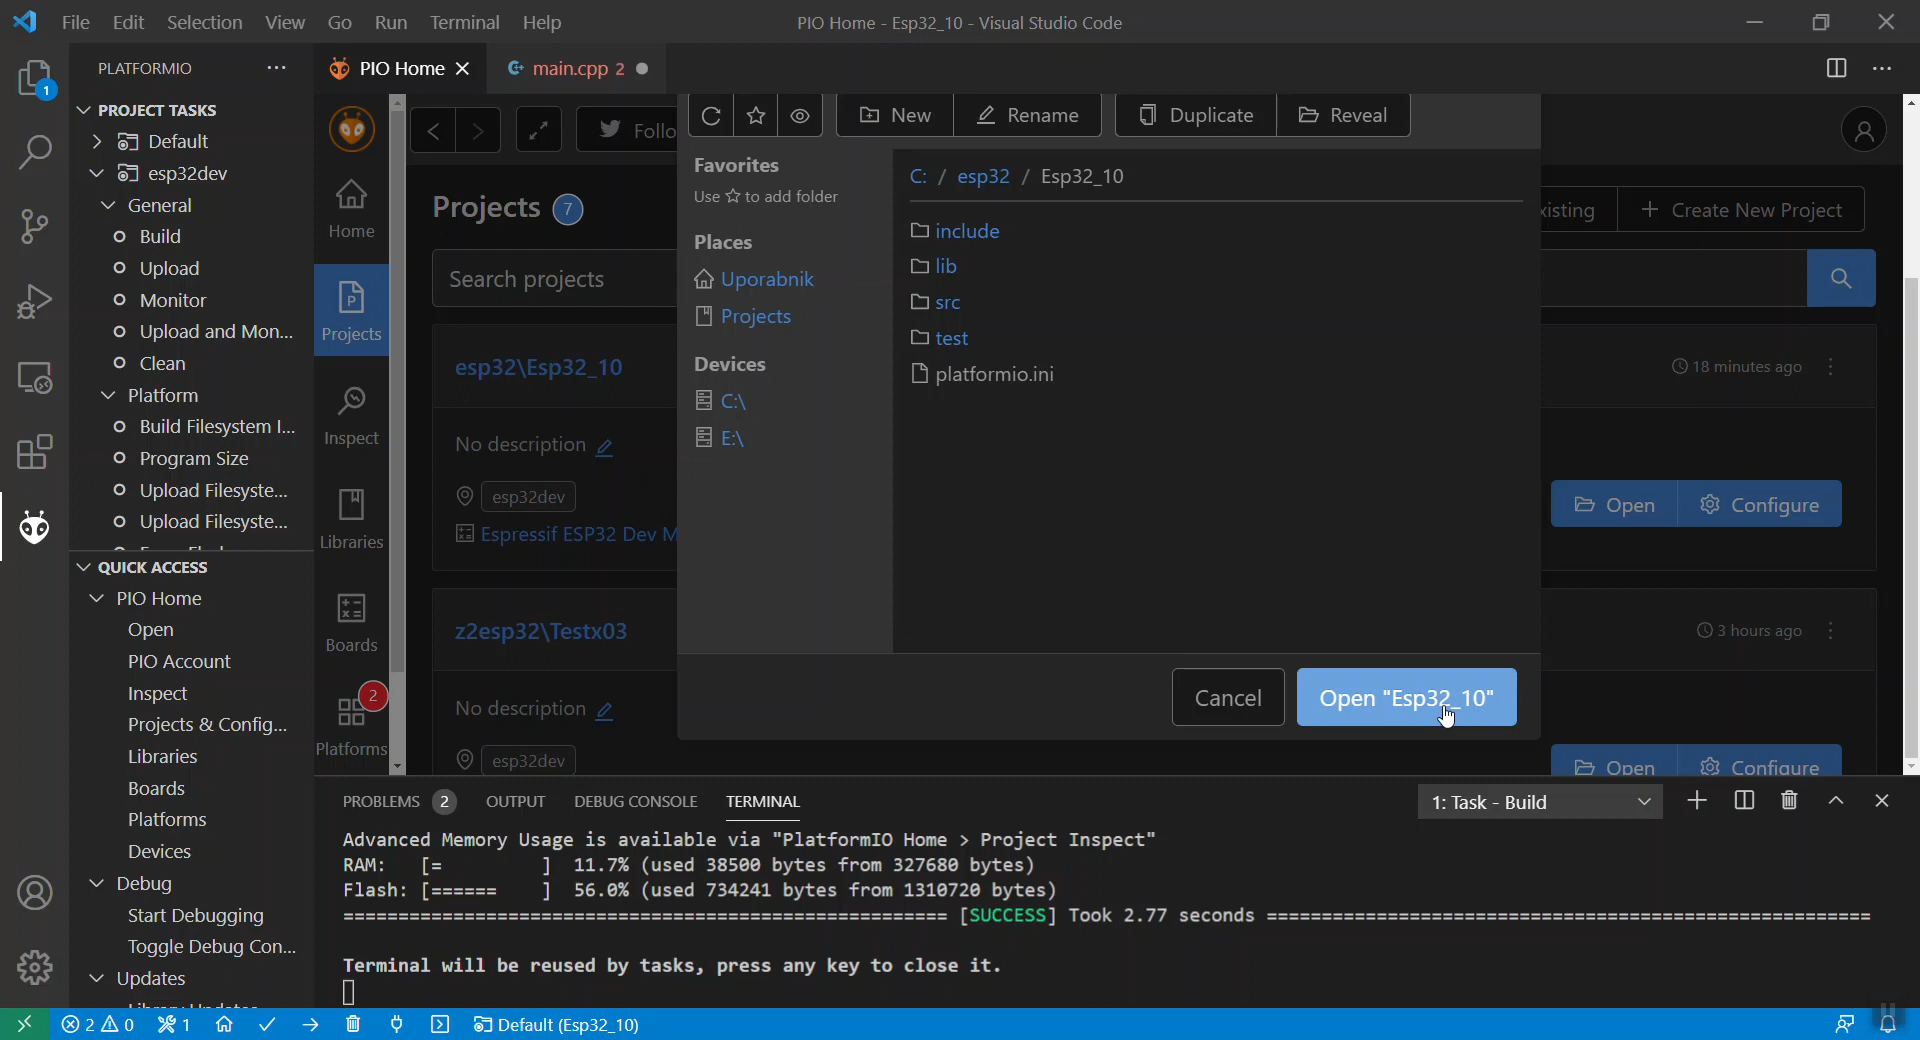 File Edit Selection View Go Run Terminal Help
PIO Home - Esp32_10 - Visual Studio Code
PLATFORMIO
PIO Home
main.cpp 2
1
PROJECT TASKS
Default
esp32dev
General
Build
Upload
Monitor
Upload and Mon...
Clean
Platform
Build Filesystem I...
Program Size
Upload Filesyste...
Upload Filesyste...
QUICK ACCESS
PIO Home
Open
PIO Account
Inspect
Projects & Config...
Libraries
Boards
Platforms
Devices
Debug
Start Debugging
Toggle Debug Con...
Updates
Home
Projects
Inspect
Libraries
Boards
2
Platforms
Follo
Projects 7
xisting
Create New Project
Search projects
esp32\Esp32_10
18 minutes ago
No description
esp32dev
Espressif ESP32 Dev M
Open Configure
z2esp32\Testx03
3 hours ago
No description
esp32dev
Open Configure
New Rename Duplicate Reveal
Favorites
Use ☆ to add folder
Places
Uporabnik
Projects
Devices
C:\
E:\
C: / esp32 / Esp32_10
include
lib
src
test
platformio.ini
Cancel
Open "Esp32_10"
PROBLEMS 2 OUTPUT DEBUG CONSOLE TERMINAL
1: Task - Build
Advanced Memory Usage is available via "PlatformIO Home > Project Inspect"
RAM:   [=         ]  11.7% (used 38500 bytes from 327680 bytes)
Flash: [======    ]  56.0% (used 734241 bytes from 1310720 bytes)
======================================================= [SUCCESS] Took 2.77 seconds =======================================================
Terminal will be reused by tasks, press any key to close it.
2 0 1 Default (Esp32_10)